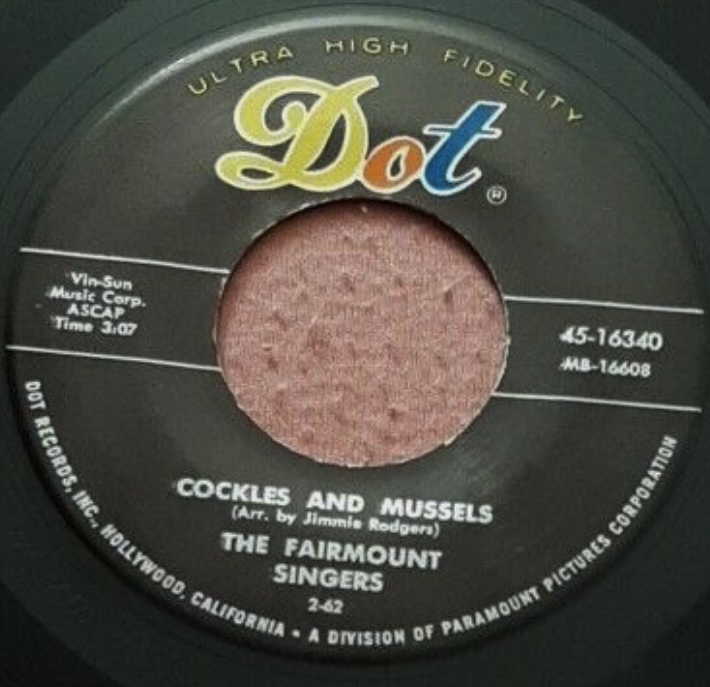 ULTRA HIGH FIDELITY
Dot
®
Vin-Sun
Music Corp.
ASCAP
Time 3:07
45-16340
MB-16608
COCKLES AND MUSSELS
(Arr. by Jimmie Rodgers)
THE FAIRMOUNT
SINGERS
2-62
DOT RECORDS, INC., HOLLYWOOD, CALIFORNIA • A DIVISION OF PARAMOUNT PICTURES CORPORATION